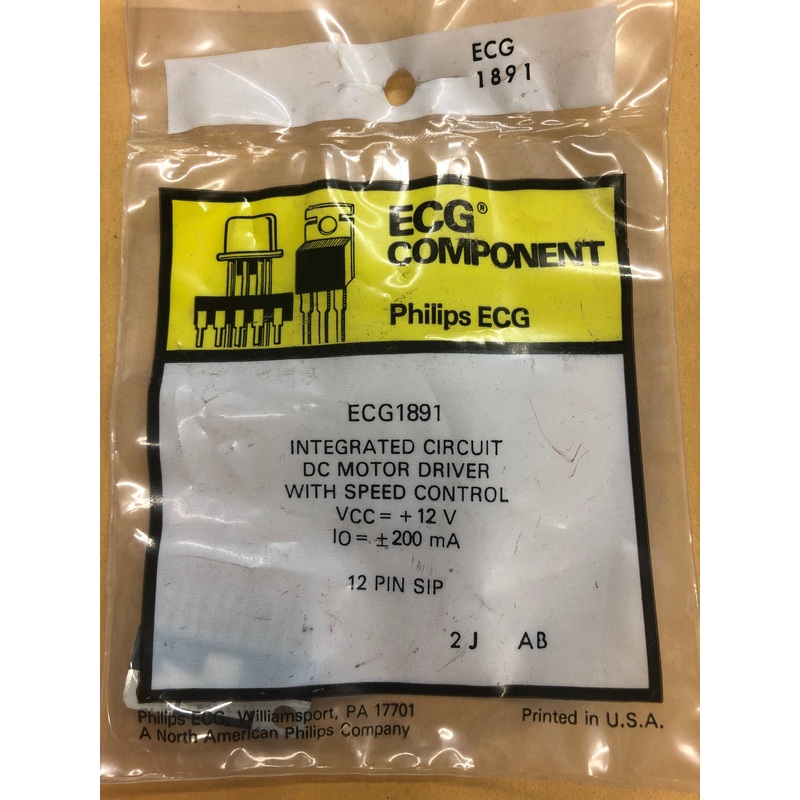 ECG
1891
ECG®
COMPONENT
Philips ECG
ECG1891
INTEGRATED CIRCUIT
DC MOTOR DRIVER
WITH SPEED CONTROL
VCC = +12 V
IO = ±200 mA
12 PIN SIP
2J AB
Philips ECG, Williamsport, PA 17701
A North American Philips Company
Printed in U.S.A.